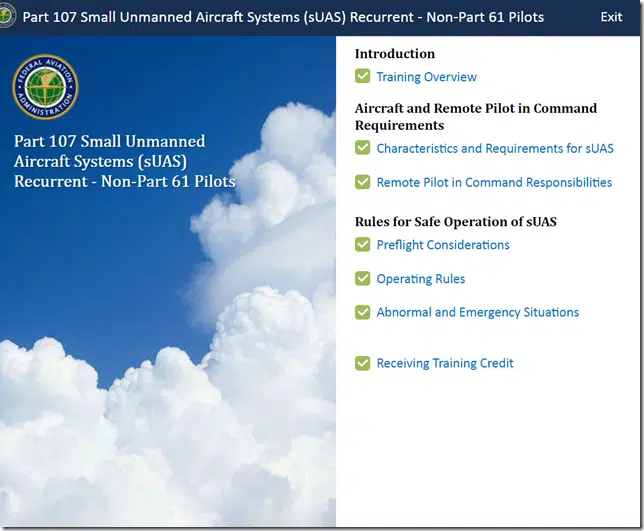 Part 107 Small Unmanned Aircraft Systems (sUAS) Recurrent - Non-Part 61 Pilots
Exit
FEDERAL AVIATION
ADMINISTRATION
Part 107 Small Unmanned
Aircraft Systems (sUAS)
Recurrent - Non-Part 61 Pilots
Introduction
Training Overview
Aircraft and Remote Pilot in Command
Requirements
Characteristics and Requirements for sUAS
Remote Pilot in Command Responsibilities
Rules for Safe Operation of sUAS
Preflight Considerations
Operating Rules
Abnormal and Emergency Situations
Receiving Training Credit